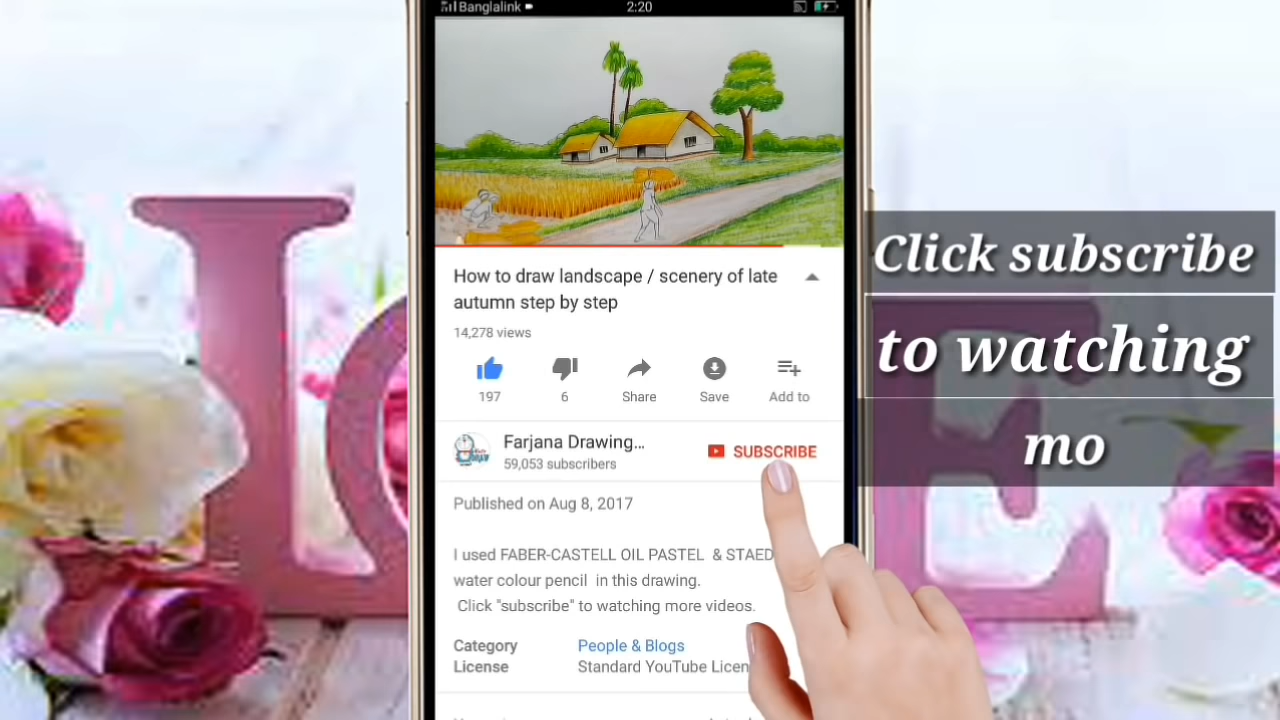 Banglalink
2:20
How to draw landscape / scenery of late
autumn step by step
14,278 views
197
6
Share
Save
Add to
Farjana Drawing...
SUBSCRIBE
59,053 subscribers
Published on Aug 8, 2017
I used FABER-CASTELL OIL PASTEL & STAED
water colour pencil in this drawing.
Click "subscribe" to watching more videos.
Category People & Blogs
License Standard YouTube Licen
Click subscribe
to watching
mo